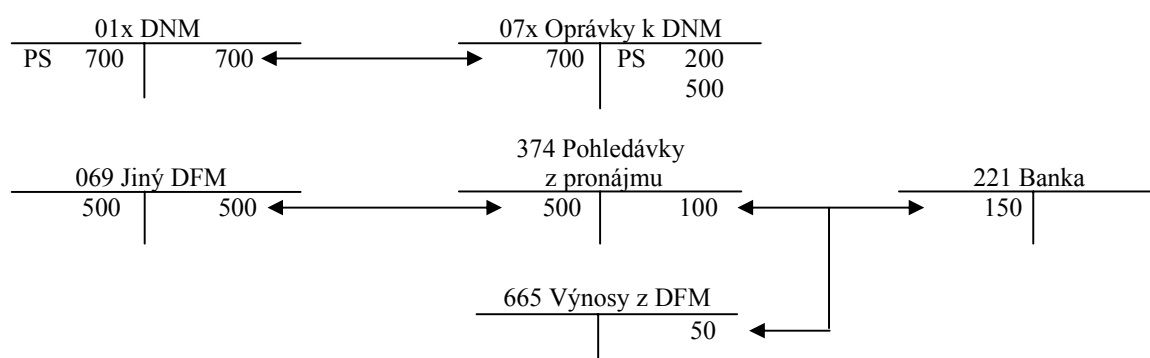 01x DNM 07x Oprávky k DNM
PS 700 700 700 PS 200
500
374 Pohledávky
069 Jiný DFM z pronájmu 221 Banka
500 500 500 100 150
665 Výnosy z DFM
50